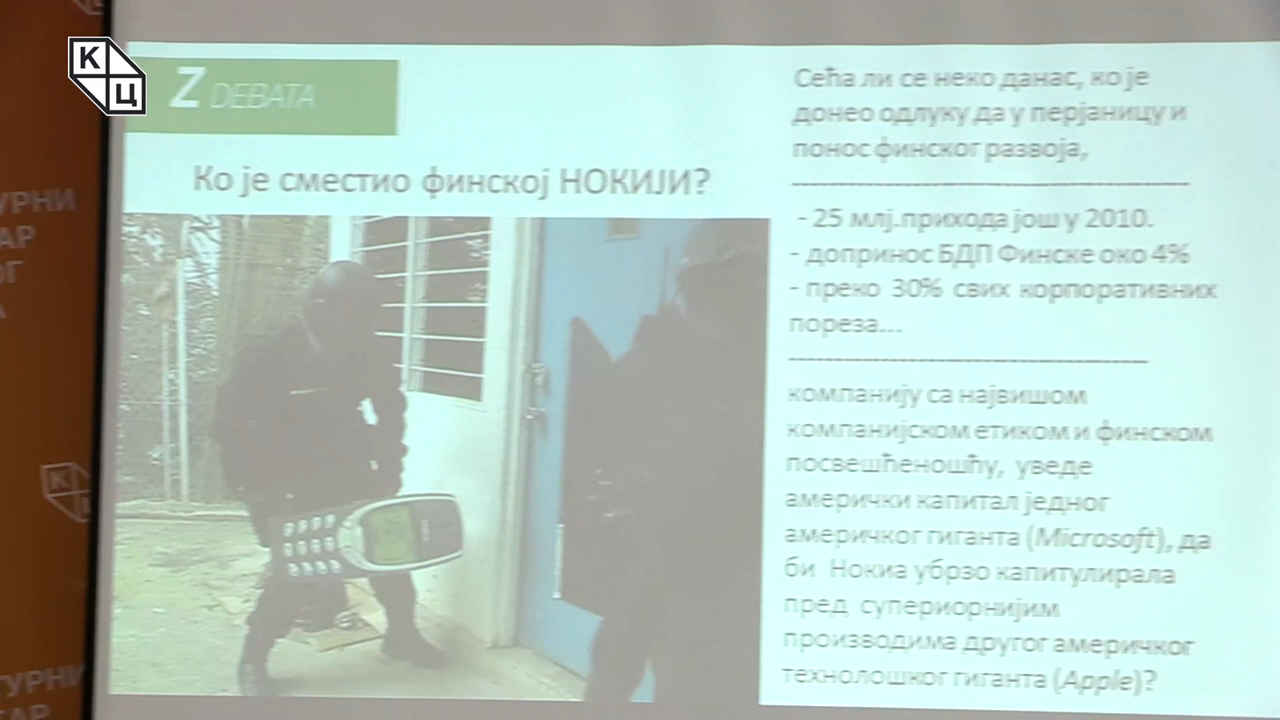 К
Ц
Z DEBATA
Ко је сместио финској НОКИЈИ?
Сећа ли се неко данас, ко је
донео одлуку да у перјаницу и
понос финског развоја,
- 25 млј.прихода још у 2010.
- допринос БДП Финске око 4%
- преко 30% свих корпоративних
пореза...
компанију са највишом
компанијском етиком и финском
посвешћеношћу, уведе
амерички капитал једног
америчког гиганта (Microsoft), да
би Нокиа убрзо капитулирала
пред супериорнијим
производима другог америчког
технолошког гиганта (Apple)?
NOKIA
К
Ц